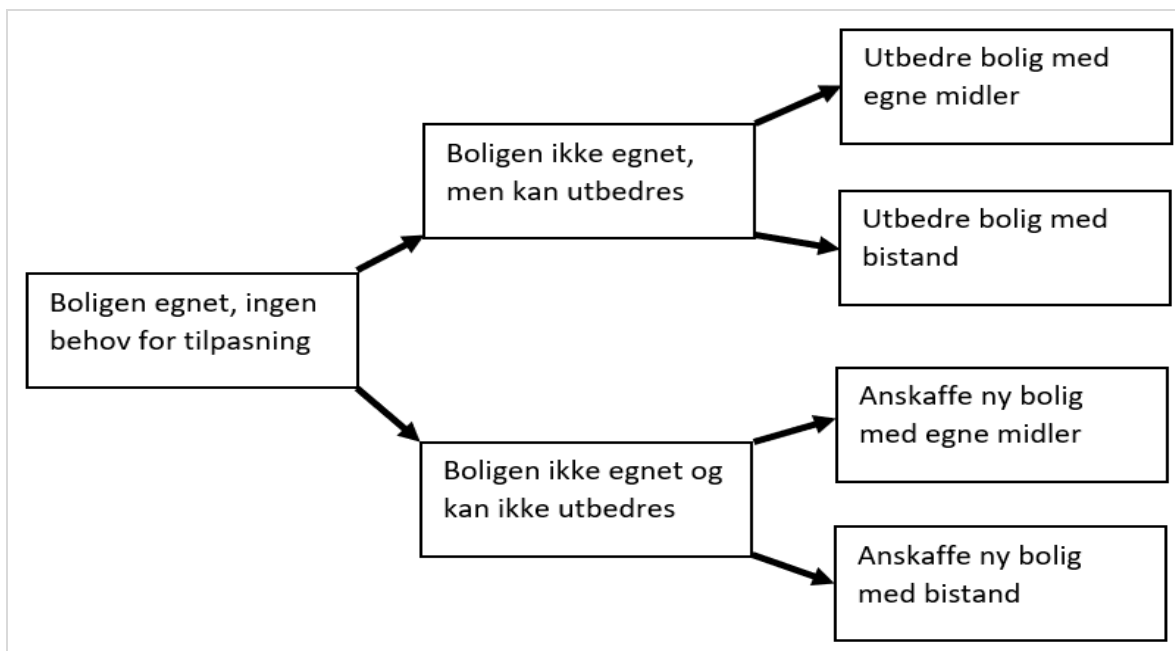 Boligen egnet, ingen
behov for tilpasning
Boligen ikke egnet,
men kan utbedres
Boligen ikke egnet og
kan ikke utbedres
Utbedre bolig med
egne midler
Utbedre bolig med
bistand
Anskaffe ny bolig
med egne midler
Anskaffe ny bolig
med bistand